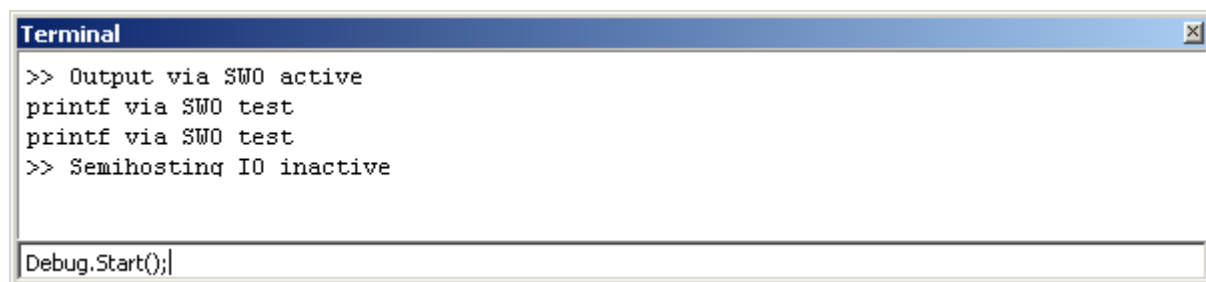 Terminal
>> Output via SWO active
printf via SWO test
printf via SWO test
>> Semihosting IO inactive
Debug.Start();